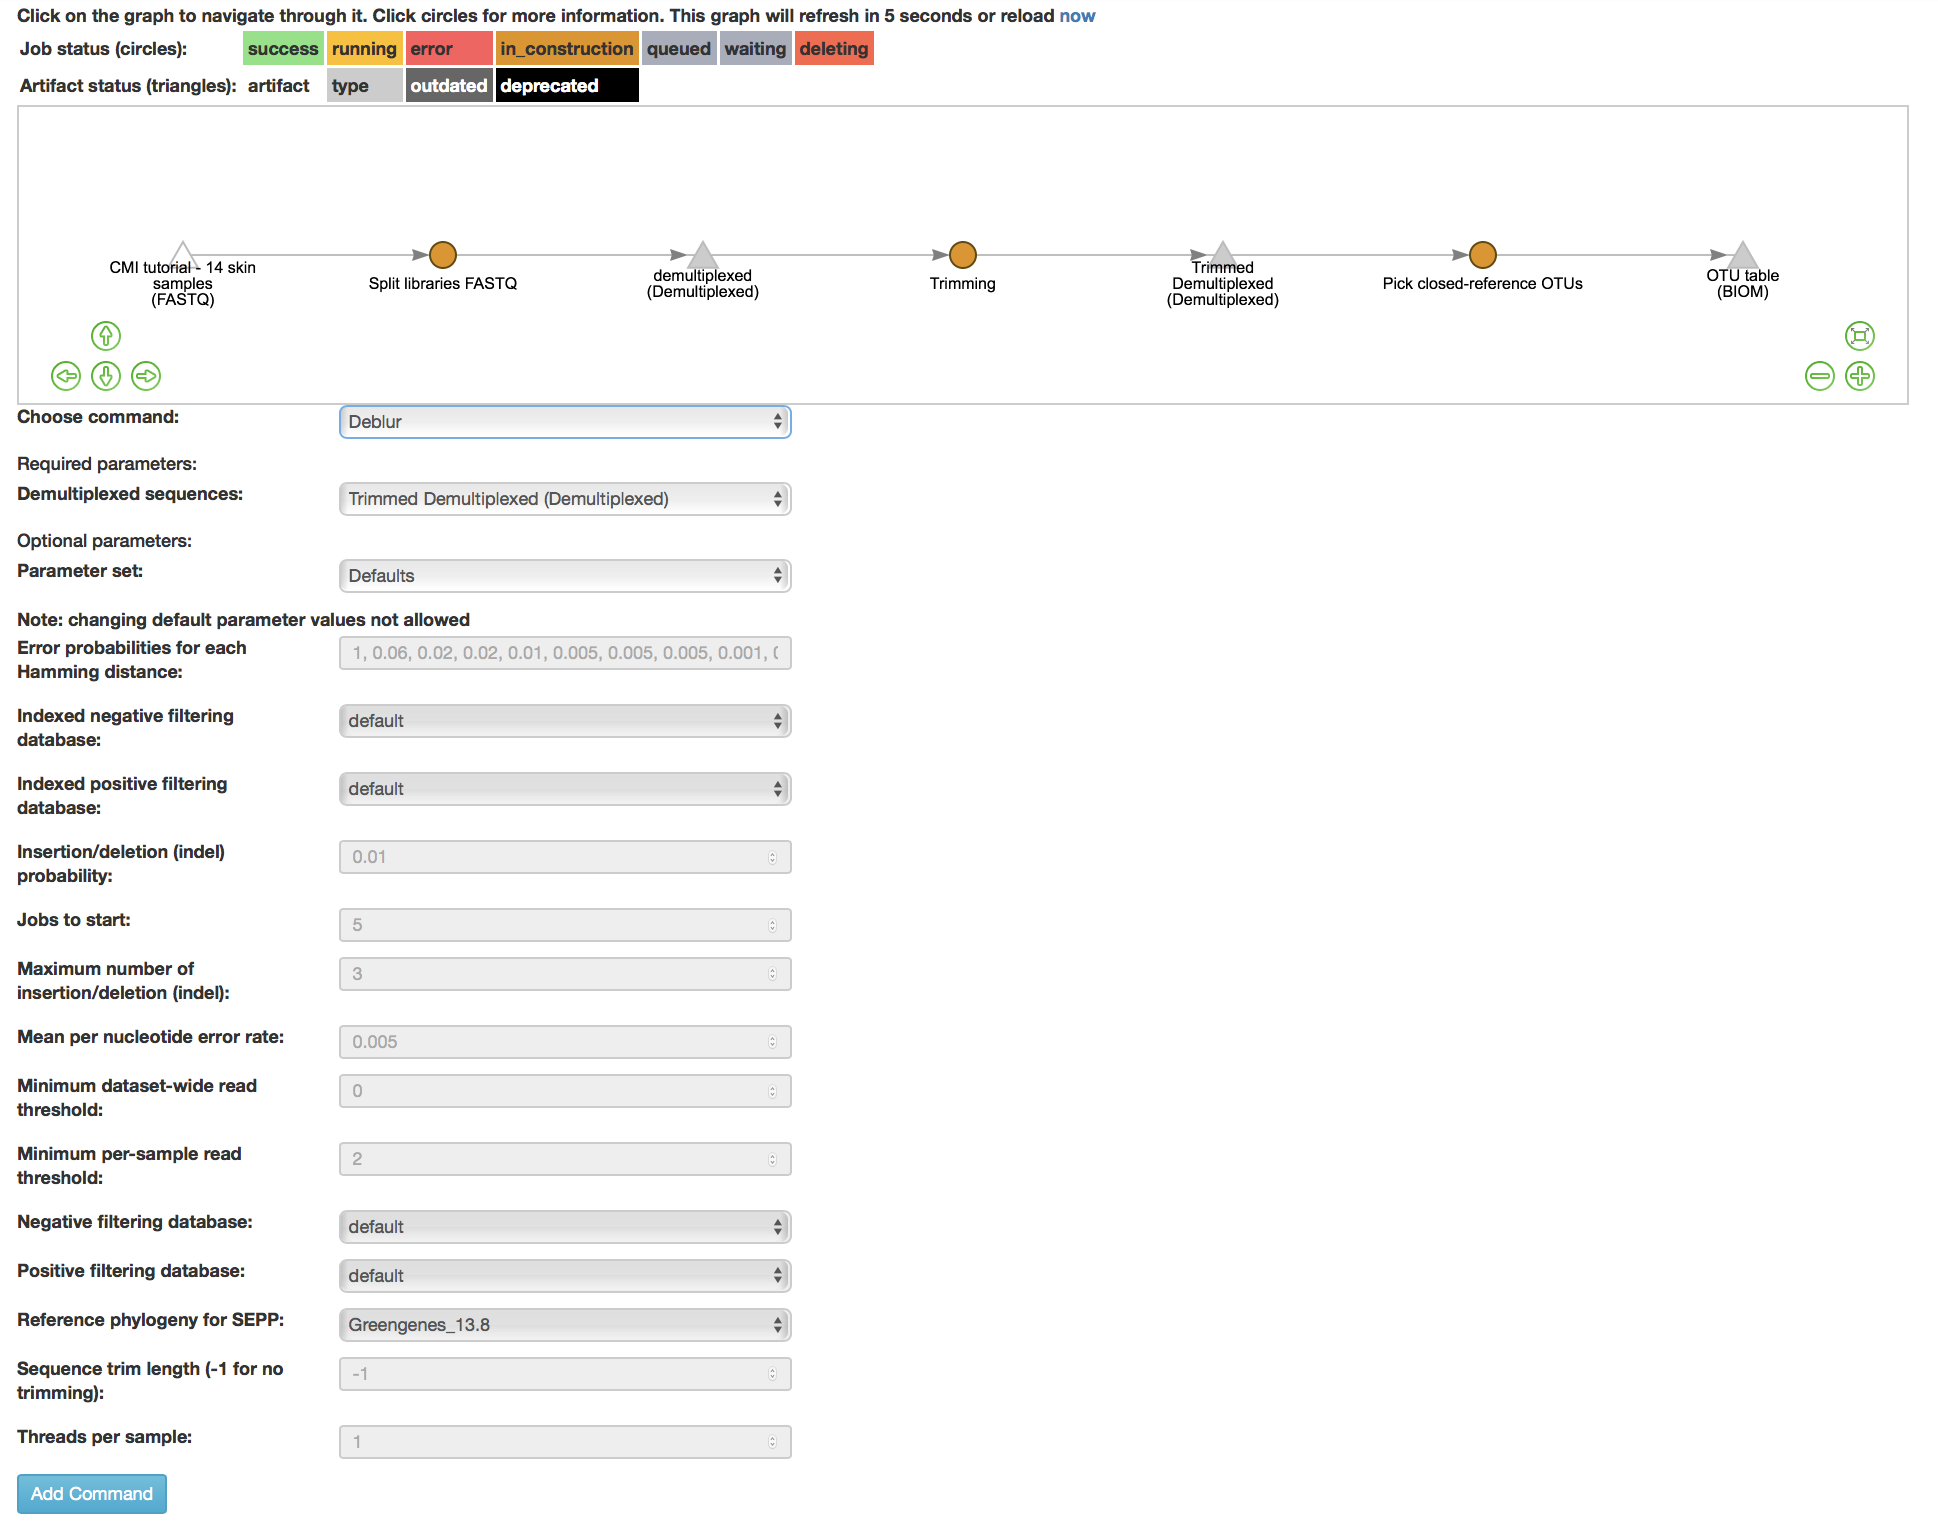 Click on the graph to navigate through it. Click circles for more information. This graph will refresh in 5 seconds or reload now
Job status (circles): success running error in_construction queued waiting deleting
Artifact status (triangles): artifact type outdated deprecated
CMI tutorial - 14 skin
samples
(FASTQ)
Split libraries FASTQ
demultiplexed
(Demultiplexed)
Trimming
Trimmed
Demultiplexed
(Demultiplexed)
Pick closed-reference OTUs
OTU table
(BIOM)
Choose command: Deblur
Required parameters:
Demultiplexed sequences: Trimmed Demultiplexed (Demultiplexed)
Optional parameters:
Parameter set: Defaults
Note: changing default parameter values not allowed
Error probabilities for each
Hamming distance:
1, 0.06, 0.02, 0.02, 0.01, 0.005, 0.005, 0.005, 0.001,
Indexed negative filtering
database:
default
Indexed positive filtering
database:
default
Insertion/deletion (indel)
probability:
0.01
Jobs to start: 5
Maximum number of
insertion/deletion (indel):
3
Mean per nucleotide error rate: 0.005
Minimum dataset-wide read
threshold:
0
Minimum per-sample read
threshold:
2
Negative filtering database: default
Positive filtering database: default
Reference phylogeny for SEPP: Greengenes_13.8
Sequence trim length (-1 for no
trimming):
-1
Threads per sample: 1
Add Command